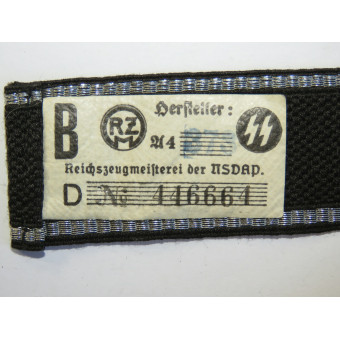 B RZM Hersteller:
A4
Reichszeugmeisterei der NSDAP.
D № 446664